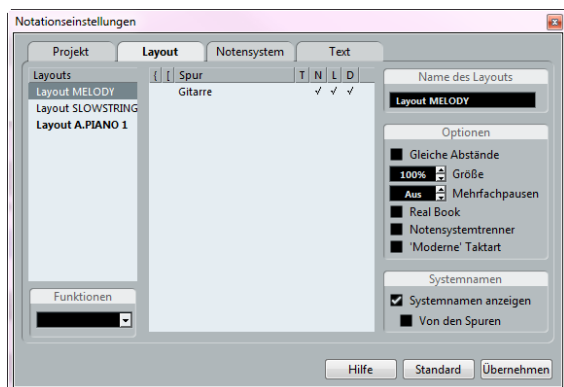 Notationseinstellungen
Projekt Layout Notensystem Text
Layouts
Layout MELODY
Layout SLOWSTRING
Layout A.PIANO 1
Funktionen
{ [ Spur T N L D
Gitarre √ √ √
Name des Layouts
Layout MELODY
Optionen
Gleiche Abstände
100% Größe
Aus Mehrfachpausen
Real Book
Notensystemtrenner
'Moderne' Taktart
Systemnamen
Systemnamen anzeigen
Von den Spuren
Hilfe Standard Übernehmen